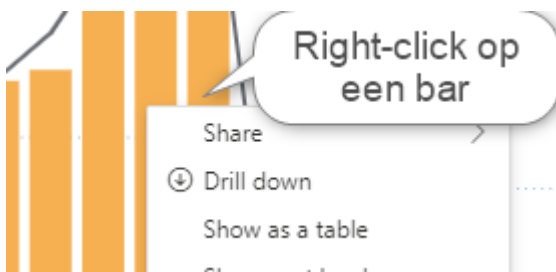 Right-click op
een bar
Share
Drill down
Show as a table